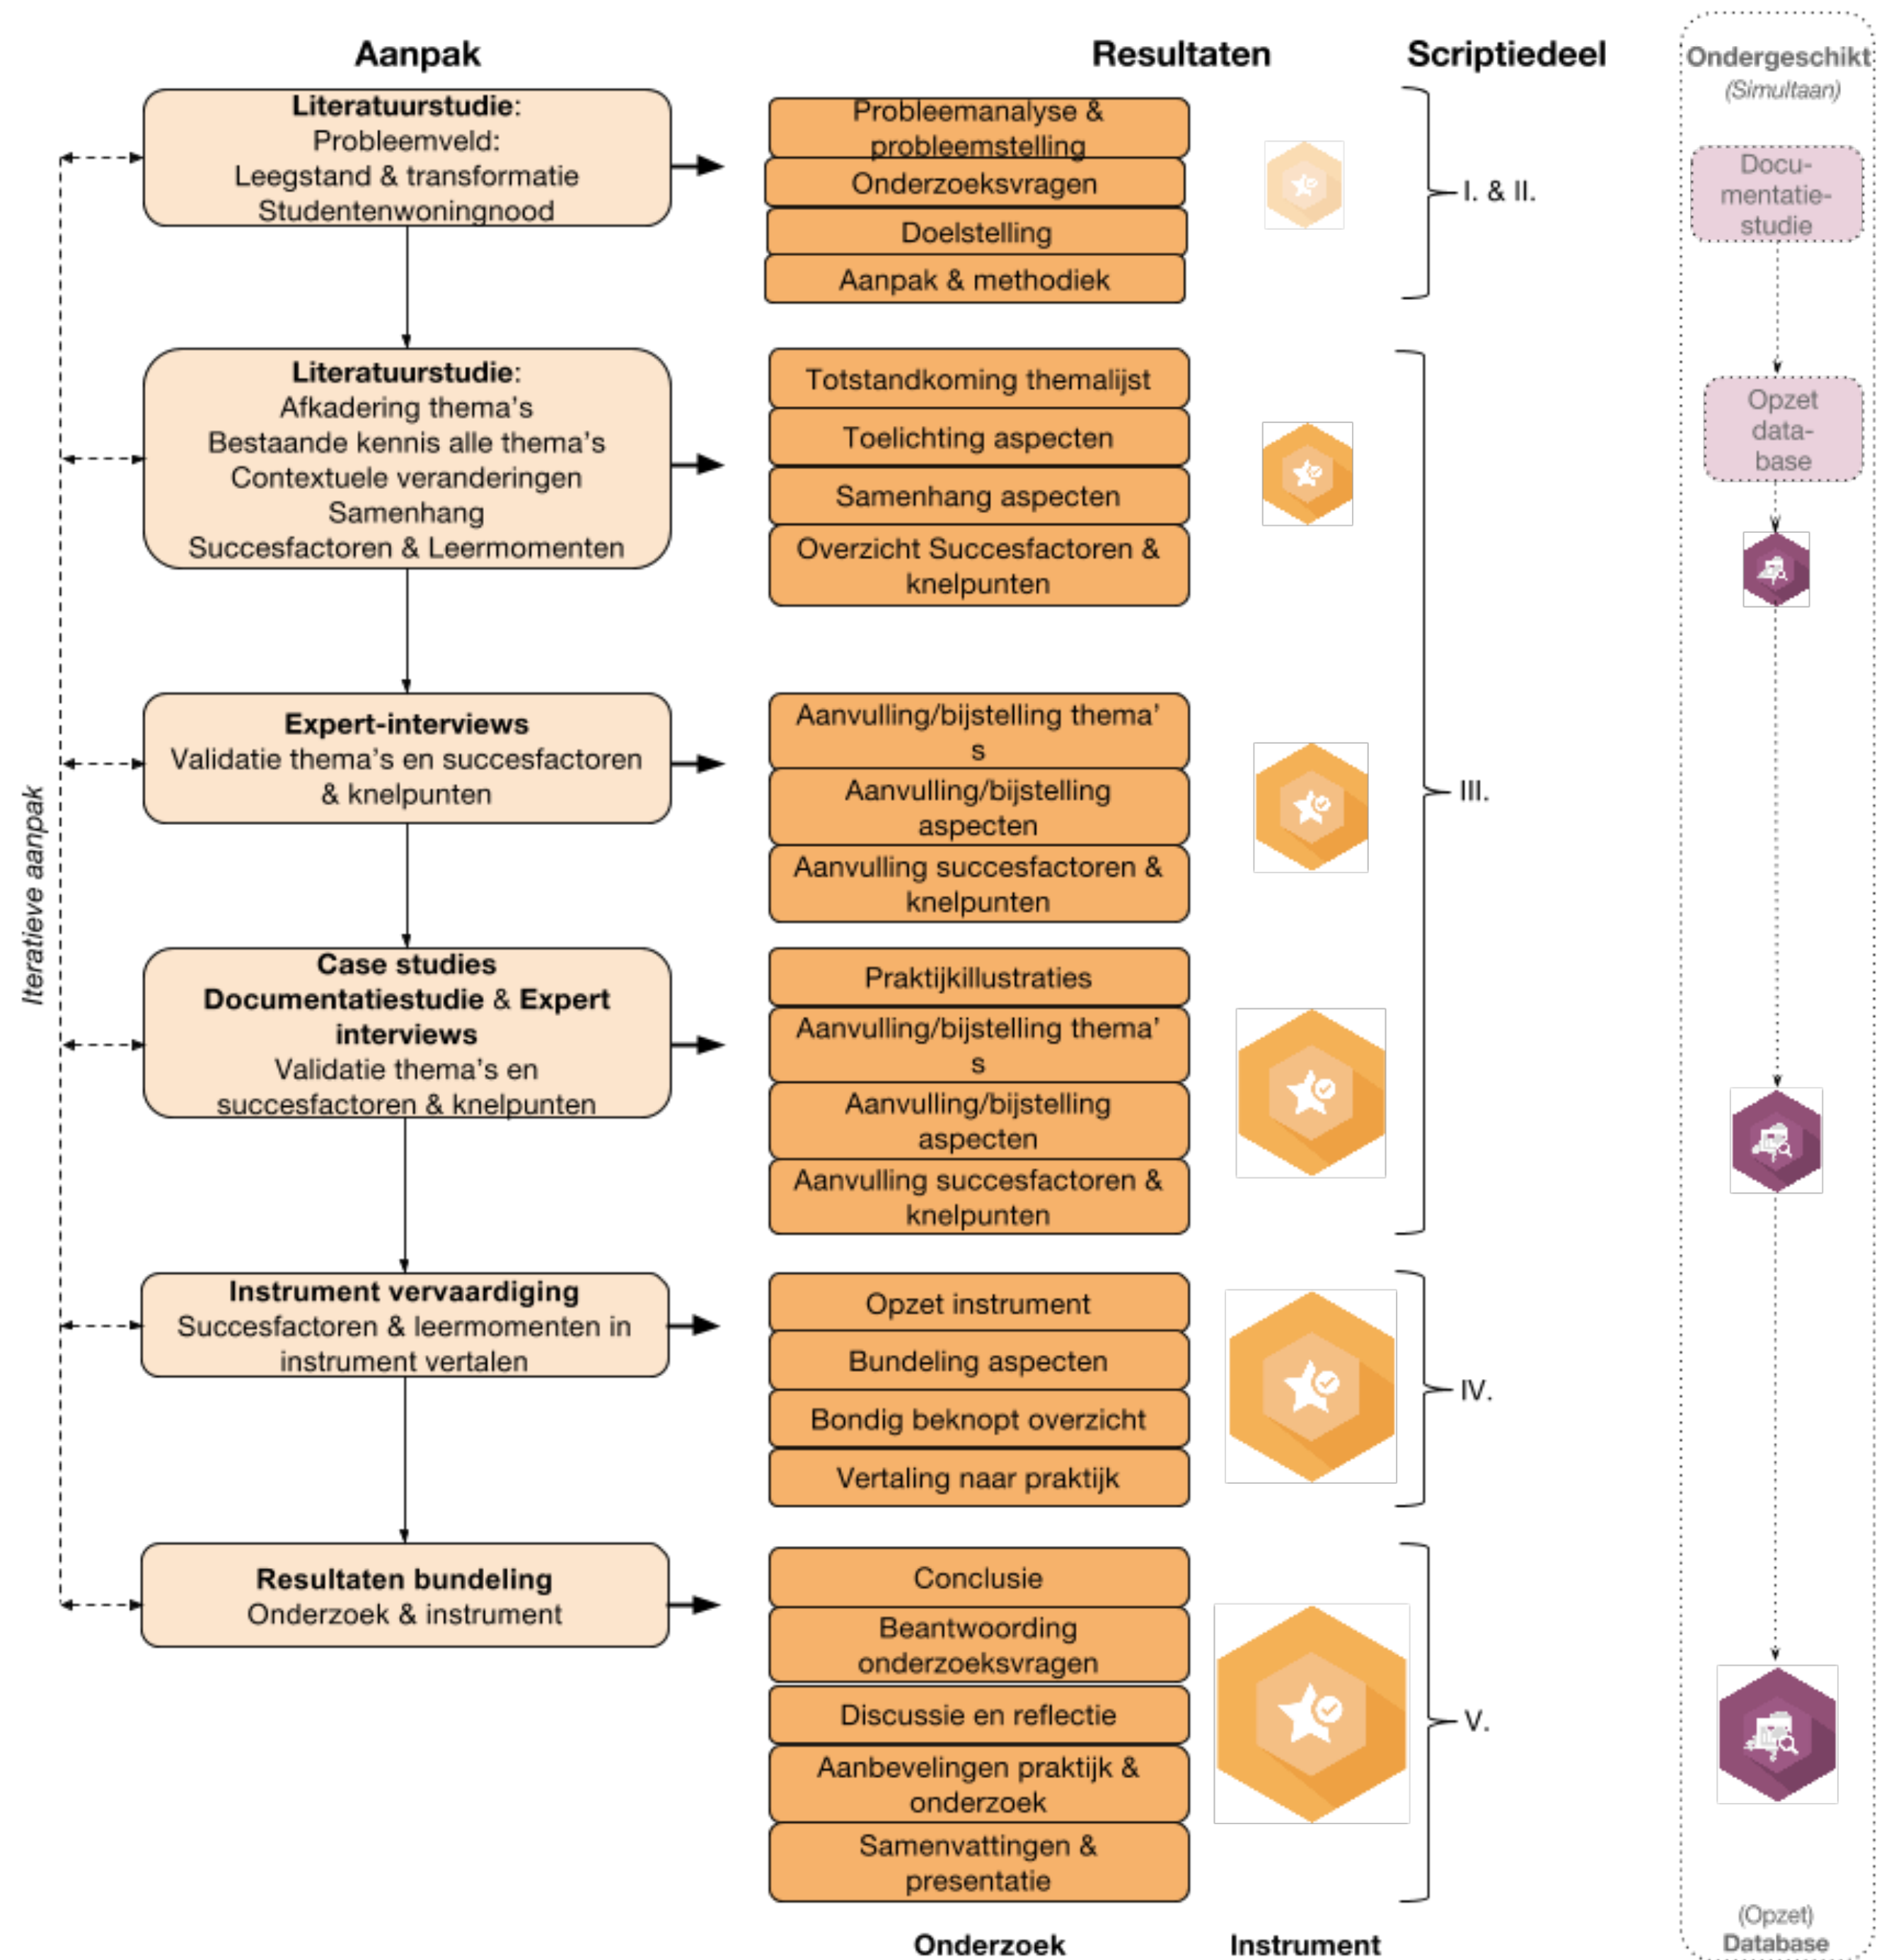 Aanpak
Resultaten
Scriptiedeel
Ondergeschikt
(Simultaan)
Iteratieve aanpak
Literatuurstudie:
Probleemveld:
Leegstand & transformatie
Studentenwoningnood
Probleemanalyse &
probleemstelling
Onderzoeksvragen
Doelstelling
Aanpak & methodiek
I. & II.
Docu-
mentatie-
studie
Literatuurstudie:
Afkadering thema's
Bestaande kennis alle thema's
Contextuele veranderingen
Samenhang
Succesfactoren & Leermomenten
Totstandkoming themalijst
Toelichting aspecten
Samenhang aspecten
Overzicht Succesfactoren &
knelpunten
Opzet
data-
base
Expert-interviews
Validatie thema's en succesfactoren
& knelpunten
Aanvulling/bijstelling thema'
s
Aanvulling/bijstelling
aspecten
Aanvulling succesfactoren &
knelpunten
III.
Case studies
Documentatiestudie & Expert
interviews
Validatie thema's en
succesfactoren & knelpunten
Praktijkillustraties
Aanvulling/bijstelling thema'
s
Aanvulling/bijstelling
aspecten
Aanvulling succesfactoren &
knelpunten
Instrument vervaardiging
Succesfactoren & leermomenten in
instrument vertalen
Opzet instrument
Bundeling aspecten
Bondig beknopt overzicht
Vertaling naar praktijk
IV.
Resultaten bundeling
Onderzoek & instrument
Conclusie
Beantwoording
onderzoeksvragen
Discussie en reflectie
Aanbevelingen praktijk &
onderzoek
Samenvattingen &
presentatie
V.
Onderzoek
Instrument
(Opzet)
Database